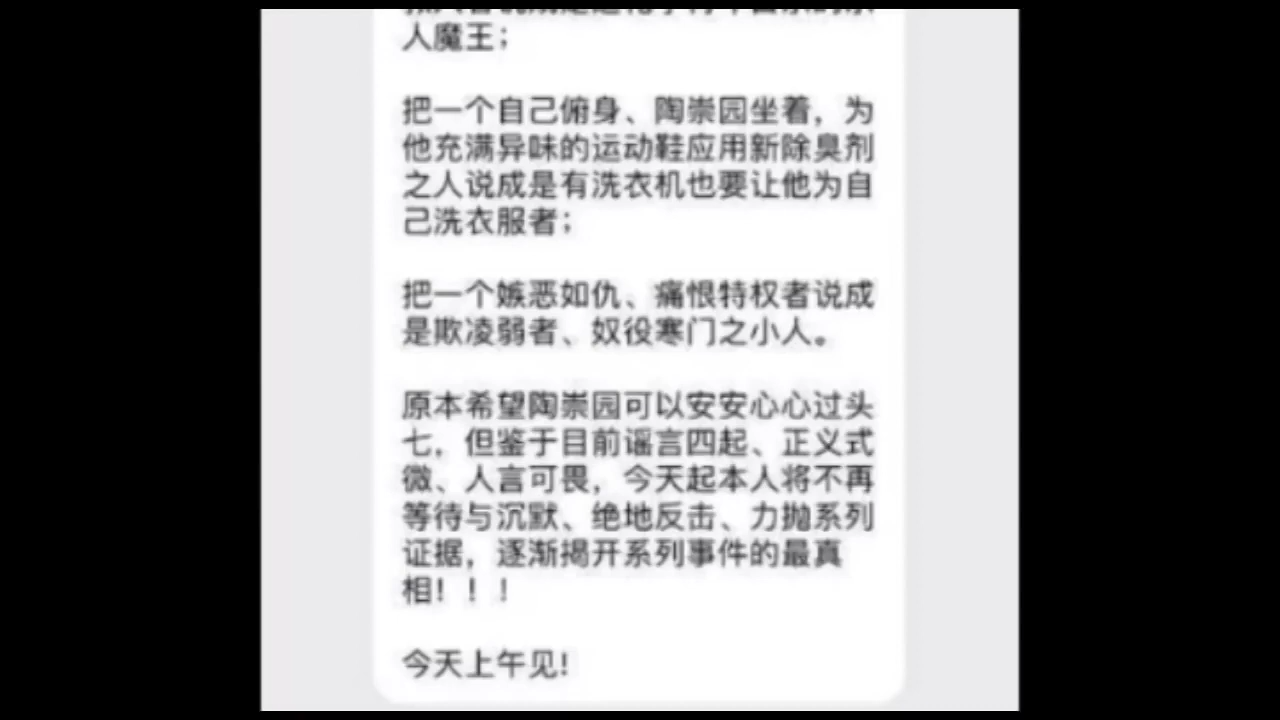 人魔王；
把一个自己俯身、陶崇园坐着，为
他充满异味的运动鞋应用新除臭剂
之人说成是有洗衣机也要让他为自
己洗衣服者；
把一个嫉恶如仇、痛恨特权者说成
是欺凌弱者、奴役寒门之小人。
原本希望陶崇园可以安安心心过头
七，但鉴于目前谣言四起、正义式
微、人言可畏，今天起本人将不再
等待与沉默、绝地反击、力抛系列
证据，逐渐揭开系列事件的最真
相！！！
今天上午见!